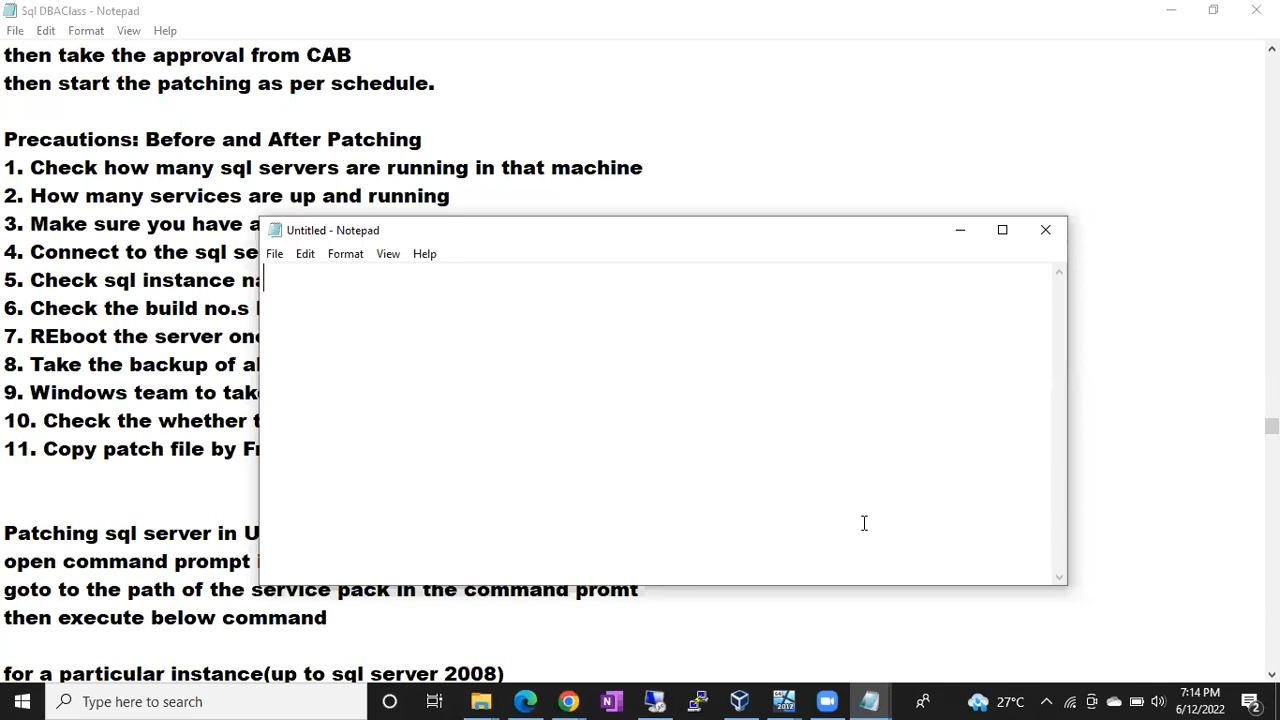 Sql DBAClass - Notepad
File Edit Format View Help
then take the approval from CAB
then start the patching as per schedule.
Precautions: Before and After Patching
1. Check how many sql servers are running in that machine
2. How many services are up and running
3. Make sure you have a
4. Connect to the sql se
5. Check sql instance na
6. Check the build no.s
7. REboot the server on
8. Take the backup of al
9. Windows team to tak
10. Check the whether
11. Copy patch file by F
Untitled - Notepad
File Edit Format View Help
Patching sql server in U
open command prompt
goto to the path of the service pack in the command promt
then execute below command
for a particular instance(up to sql server 2008)
Type here to search
27°C
7:14 PM
6/12/2022
2